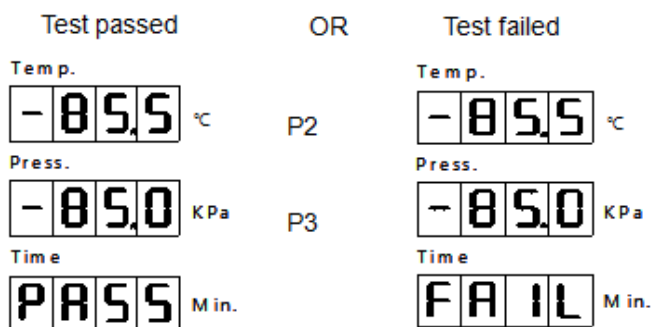 Test passed OR Test failed
Temp. Temp.
-85.5 °C P2 -85.5 °C
Press. Press.
-85.0 KPa P3 -85.0 KPa
Time Time
PASS Min. FAIL Min.